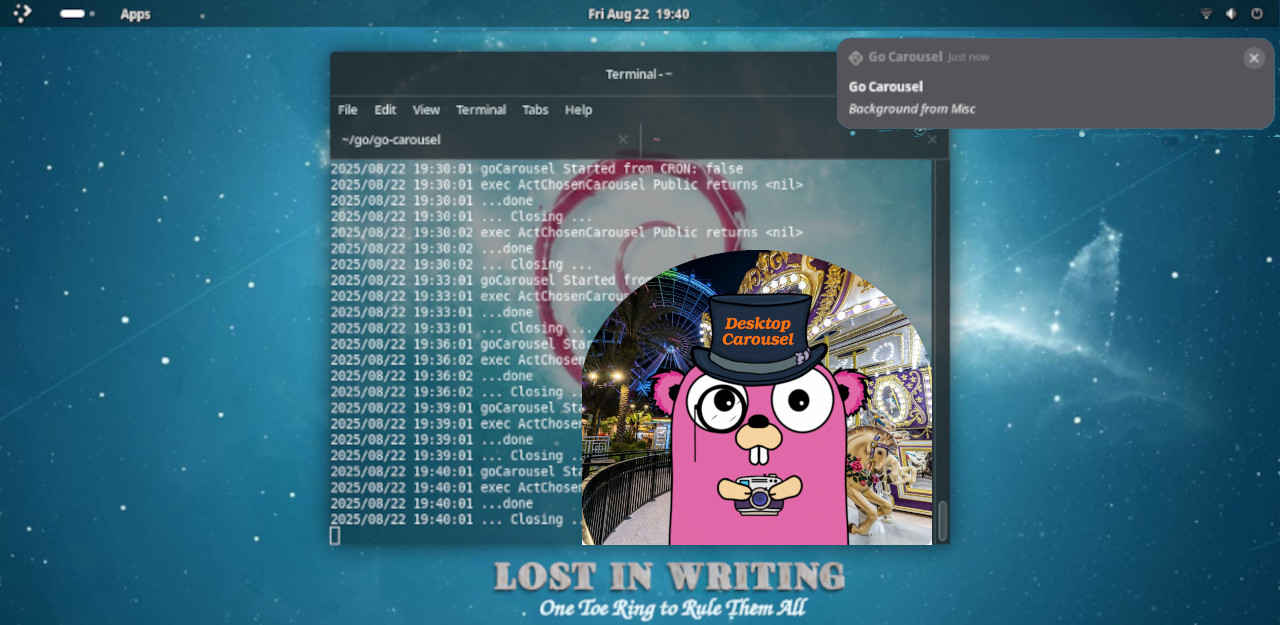 Apps
Fri Aug 22 19:40
Terminal - ~
Go Carousel Just now
Go Carousel
Background from Misc
File Edit View Terminal Tabs Help
~/go/go-carousel
~
2025/08/22 19:30:01 goCarousel Started from CRON: false
2025/08/22 19:30:01 exec ActChosenCarousel Public returns <nil>
2025/08/22 19:30:01 ...done
2025/08/22 19:30:01 ... Closing ...
2025/08/22 19:30:02 exec ActChosenCarousel Public returns <nil>
2025/08/22 19:30:02 ...done
2025/08/22 19:30:02 ... Closing ...
2025/08/22 19:33:01 goCarousel Started from
2025/08/22 19:33:01 exec ActChosenCarou
2025/08/22 19:33:01 ...done
2025/08/22 19:33:01 ... Closing ...
2025/08/22 19:36:01 goCarousel Sta
2025/08/22 19:36:02 exec ActChosen
2025/08/22 19:36:02 ...done
2025/08/22 19:36:02 ... Closing .
2025/08/22 19:39:01 goCarousel St
2025/08/22 19:39:01 exec ActChosen
2025/08/22 19:39:01 ...done
2025/08/22 19:39:01 ... Closing ..
2025/08/22 19:40:01 goCarousel Sta
2025/08/22 19:40:01 exec ActChosen
2025/08/22 19:40:01 ...done
2025/08/22 19:40:01 ... Closing ..
Desktop
Carousel
LOST IN WRITING
One Toe Ring to Rule Them All